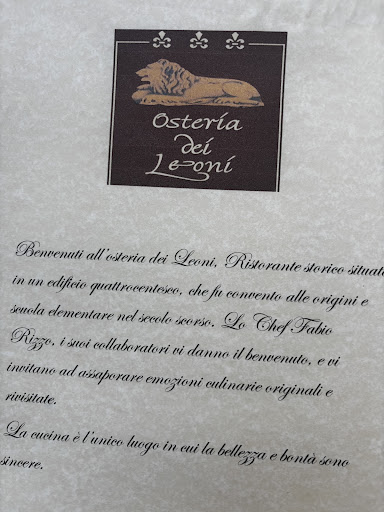 Osteria
dei
Leoni
Benvenuti all'osteria dei Leoni, Ristorante storico situato
in un edificio quattrocentesco, che fu convento alle origini e
scuola elementare nel secolo scorso. Lo Chef Fabio
Rizzo, i suoi collaboratori vi danno il benvenuto, e vi
invitano ad assaporare emozioni culinarie originali e
rivisitate.
La cucina è l'unico luogo in cui la bellezza e bontà sono
sincere.